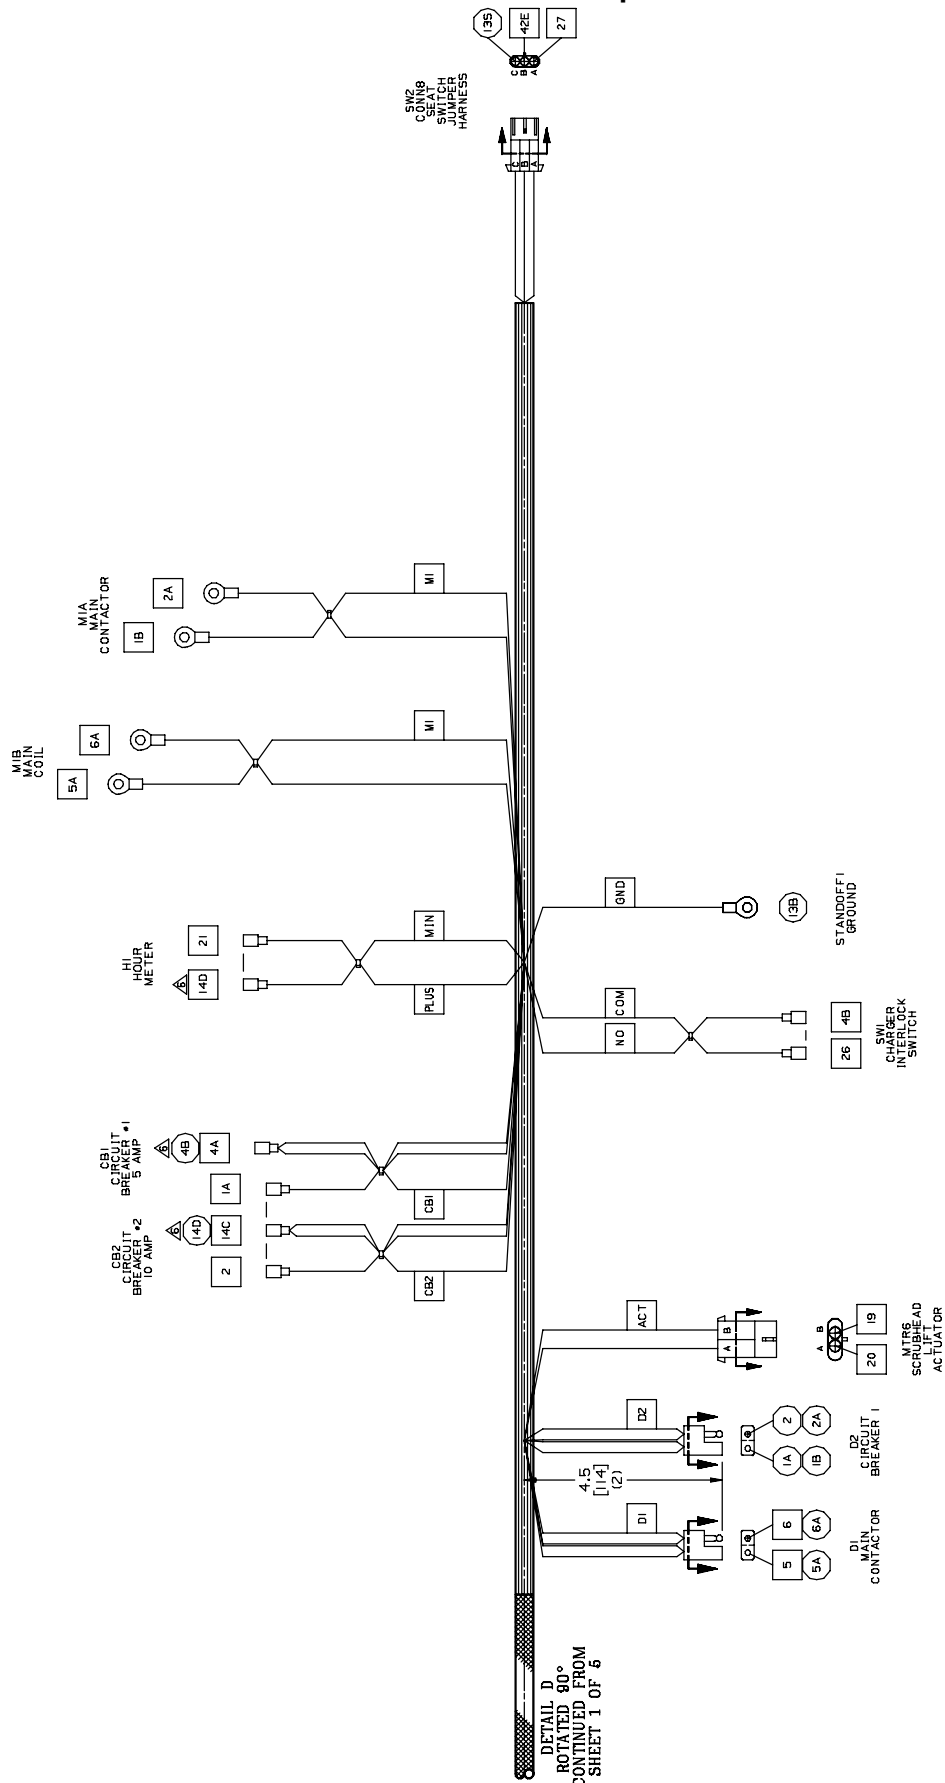 13S
42E
27
C
B
A
SW2
CONN8
SEAT
SWITCH
JUMPER
HARNESS
C
B
A
M1A
MAIN
CONTACTOR
2A
1B
M1
M1B
MAIN
COIL
6A
5A
M1
H1
HOUR
METER
21
6
14D
MIN
PLUS
GND
13B
STANDOFF1
GROUND
COM
NO
4B
26
SW1
CHARGER
INTERLOCK
SWITCH
CB1
CIRCUIT
BREAKER #1
5 AMP
6
4B
4A
1A
CB1
CB2
CIRCUIT
BREAKER #2
10 AMP
6
14D
14C
2
CB2
ACT
B
A
B
A
19
20
MTR6
SCRUBHEAD
LIFT
ACTUATOR
D2
2
2A
1A
1B
D2
CIRCUIT
BREAKER 1
4.5
[114]
(2)
D1
6
6A
5
5A
D1
MAIN
CONTACTOR
DETAIL D
ROTATED 90°
CONTINUED FROM
SHEET 1 OF 5